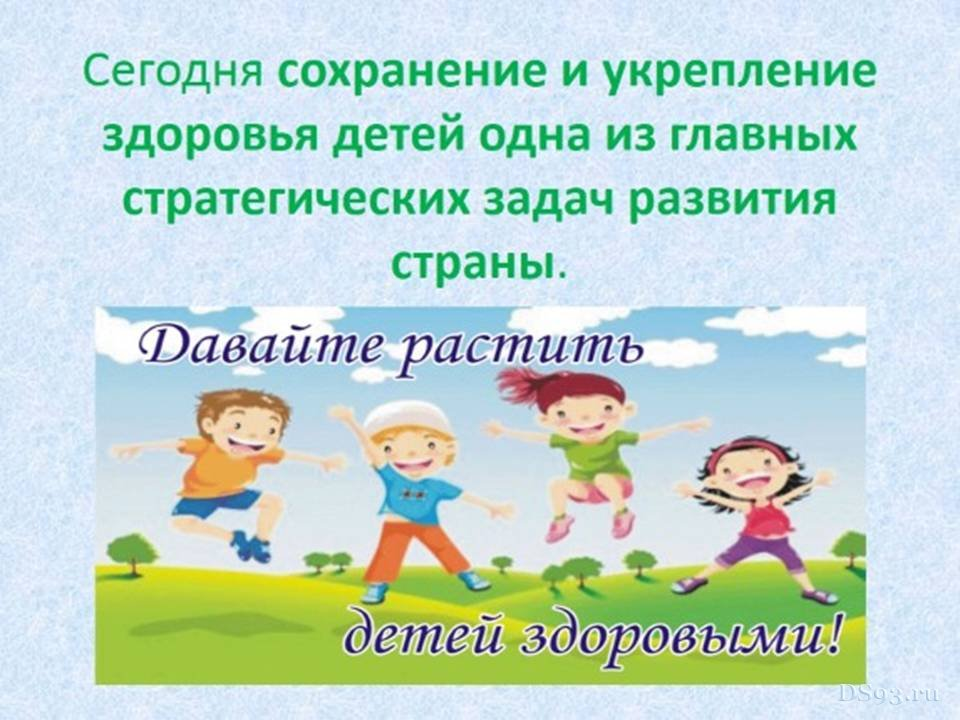 Сегодня сохранение и укрепление
здоровья детей одна из главных
стратегических задач развития
страны.
Давайте растить
детей здоровыми!
DS93.ru